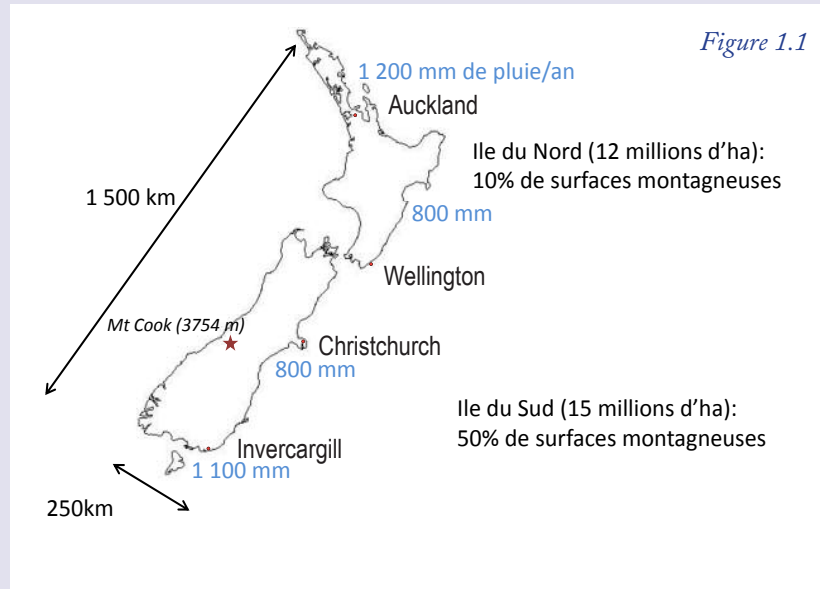 Figure 1.1
1 200 mm de pluie/an
Auckland
Ile du Nord (12 millions d'ha):
10% de surfaces montagneuses
1 500 km
800 mm
Wellington
Mt Cook (3754 m)
Christchurch
800 mm
Ile du Sud (15 millions d'ha):
50% de surfaces montagneuses
Invercargill
1 100 mm
250km